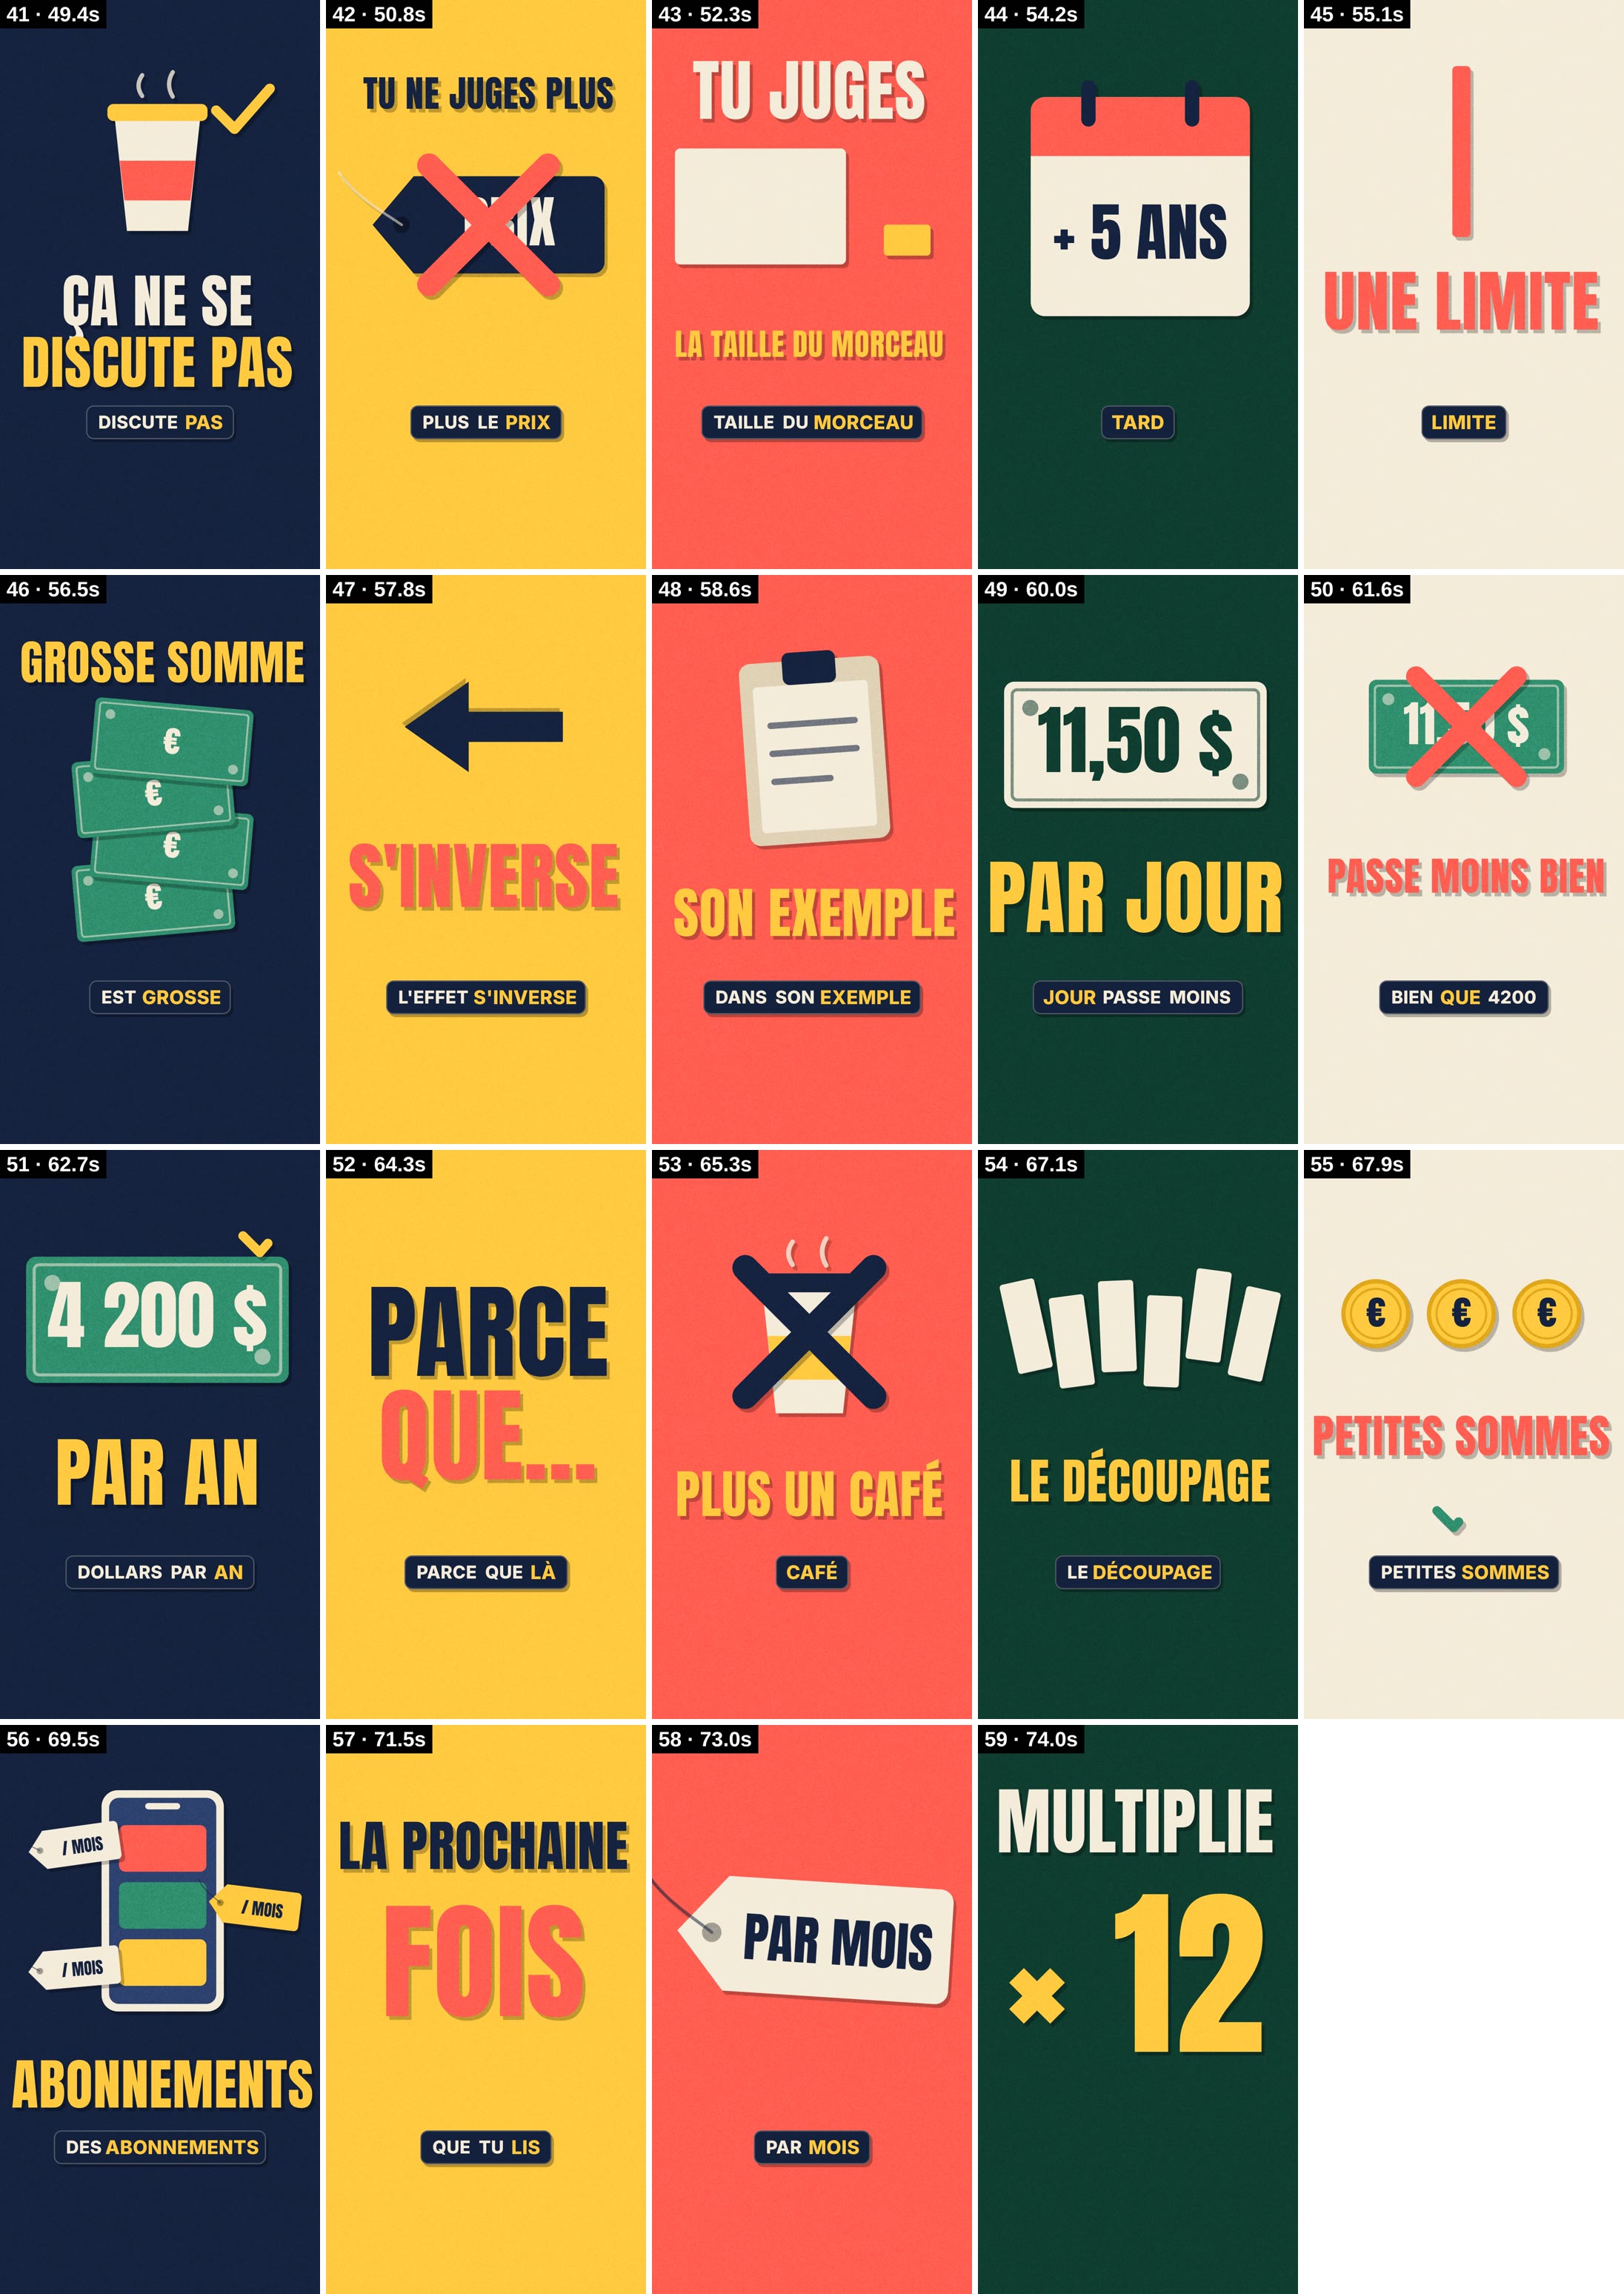 41 · 49.4s
ÇA NE SE
DISCUTE PAS
DISCUTE PAS
42 · 50.8s
TU NE JUGES PLUS
PRIX
PLUS LE PRIX
43 · 52.3s
TU JUGES
LA TAILLE DU MORCEAU
TAILLE DU MORCEAU
44 · 54.2s
+ 5 ANS
TARD
45 · 55.1s
UNE LIMITE
LIMITE
46 · 56.5s
GROSSE SOMME
€
€
€
€
EST GROSSE
47 · 57.8s
S'INVERSE
L'EFFET S'INVERSE
48 · 58.6s
SON EXEMPLE
DANS SON EXEMPLE
49 · 60.0s
11,50 $
PAR JOUR
JOUR PASSE MOINS
50 · 61.6s
11,50 $
PASSE MOINS BIEN
BIEN QUE 4200
51 · 62.7s
4 200 $
PAR AN
DOLLARS PAR AN
52 · 64.3s
PARCE
QUE...
PARCE QUE LÀ
53 · 65.3s
PLUS UN CAFÉ
CAFÉ
54 · 67.1s
LE DÉCOUPAGE
LE DÉCOUPAGE
55 · 67.9s
€ € €
PETITES SOMMES
PETITES SOMMES
56 · 69.5s
/ MOIS
/ MOIS
/ MOIS
ABONNEMENTS
DES ABONNEMENTS
57 · 71.5s
LA PROCHAINE
FOIS
QUE TU LIS
58 · 73.0s
PAR MOIS
PAR MOIS
59 · 74.0s
MULTIPLIE
× 12